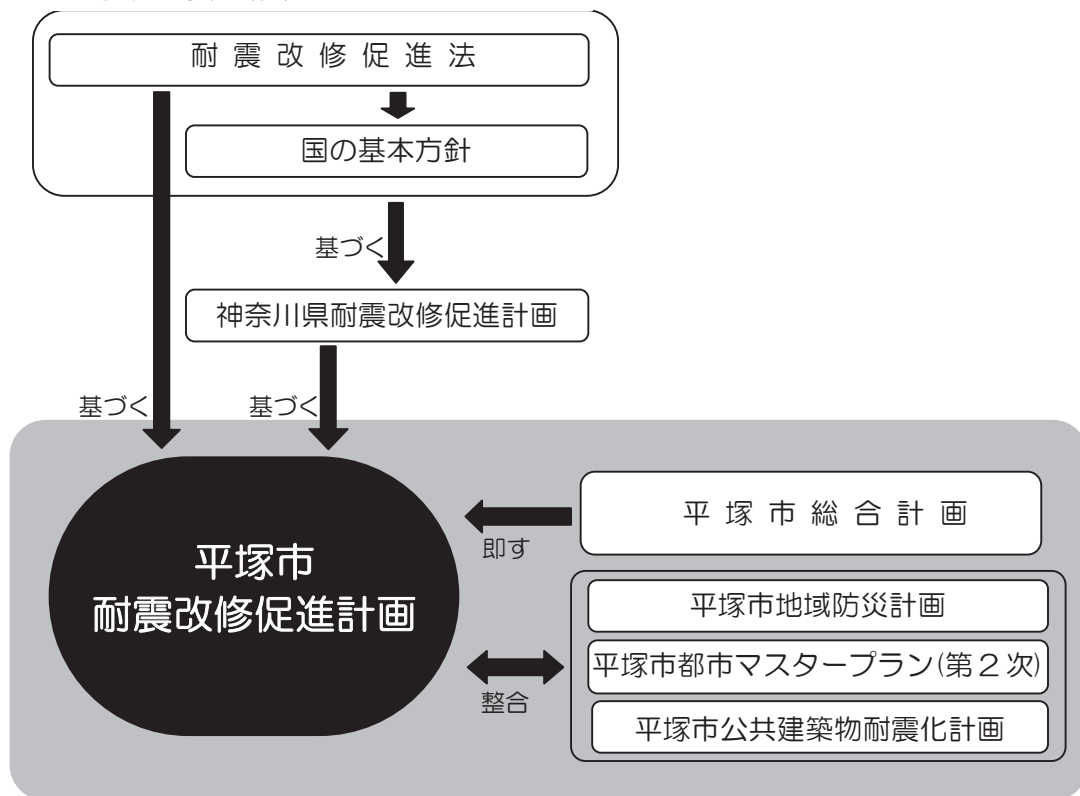 耐震改修促進法
国の基本方針
基づく
神奈川県耐震改修促進計画
基づく
基づく
平塚市
耐震改修促進計画
平塚市総合計画
即す
平塚市地域防災計画
平塚市都市マスタープラン(第2次)
整合
平塚市公共建築物耐震化計画